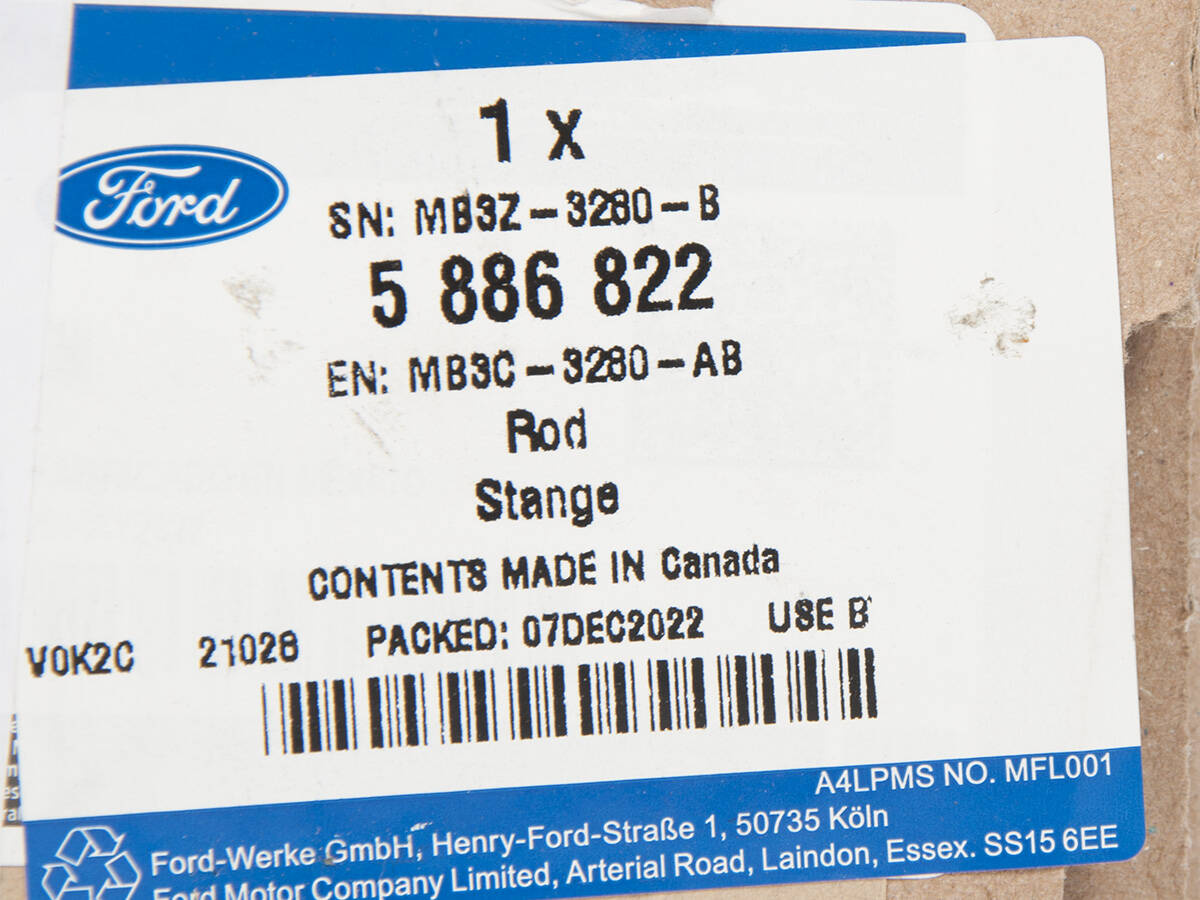 1 x
Ford
SN: MB3Z-3280-B
5 886 822
EN: MB3C-3280-AB
Rod
Stange
CONTENTS MADE IN Canada
V0K2C 21028 PACKED: 07DEC2022 USE B
A4LPMS NO. MFL001
Ford-Werke GmbH, Henry-Ford-Straße 1, 50735 Köln
Ford Motor Company Limited, Arterial Road, Laindon, Essex. SS15 6EE